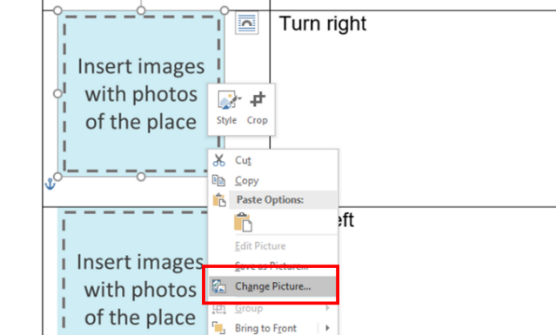 Turn right
Insert images
with photos
of the place
Style Crop
Cut
Copy
Paste Options:
eft
Edit Picture
Save as Picture...
Insert images
with photos
of the place
Change Picture...
Group
Bring to Front